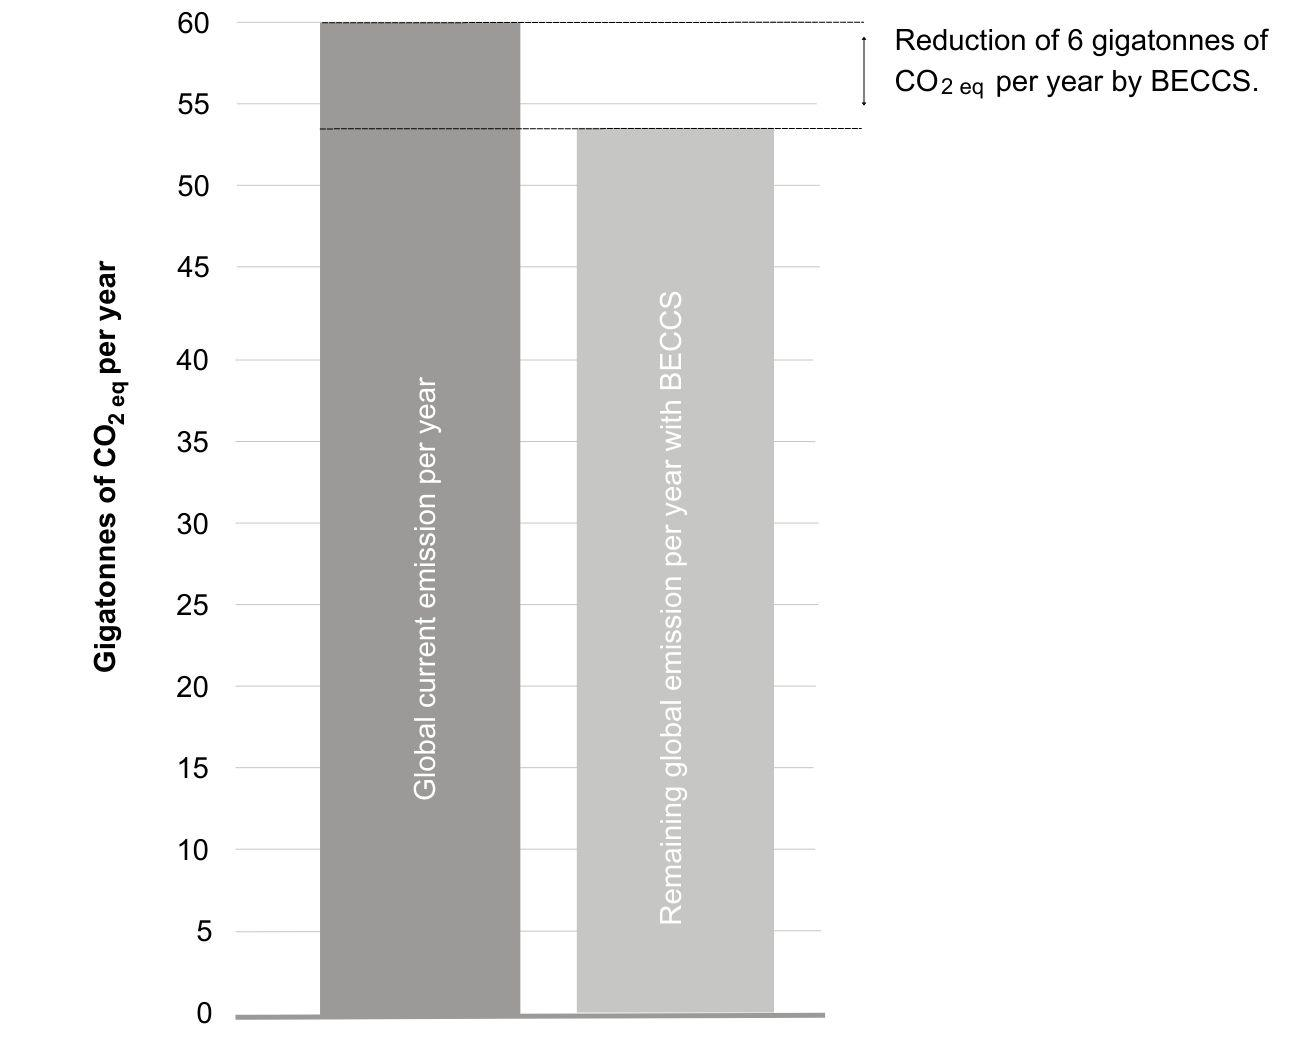 60
55
50
45
40
35
30
25
20
15
10
5
0
Gigatonnes of CO2 eq per year
Global current emission per year
Remaining global emission per year with BECCS
Reduction of 6 gigatonnes of
CO2 eq per year by BECCS.